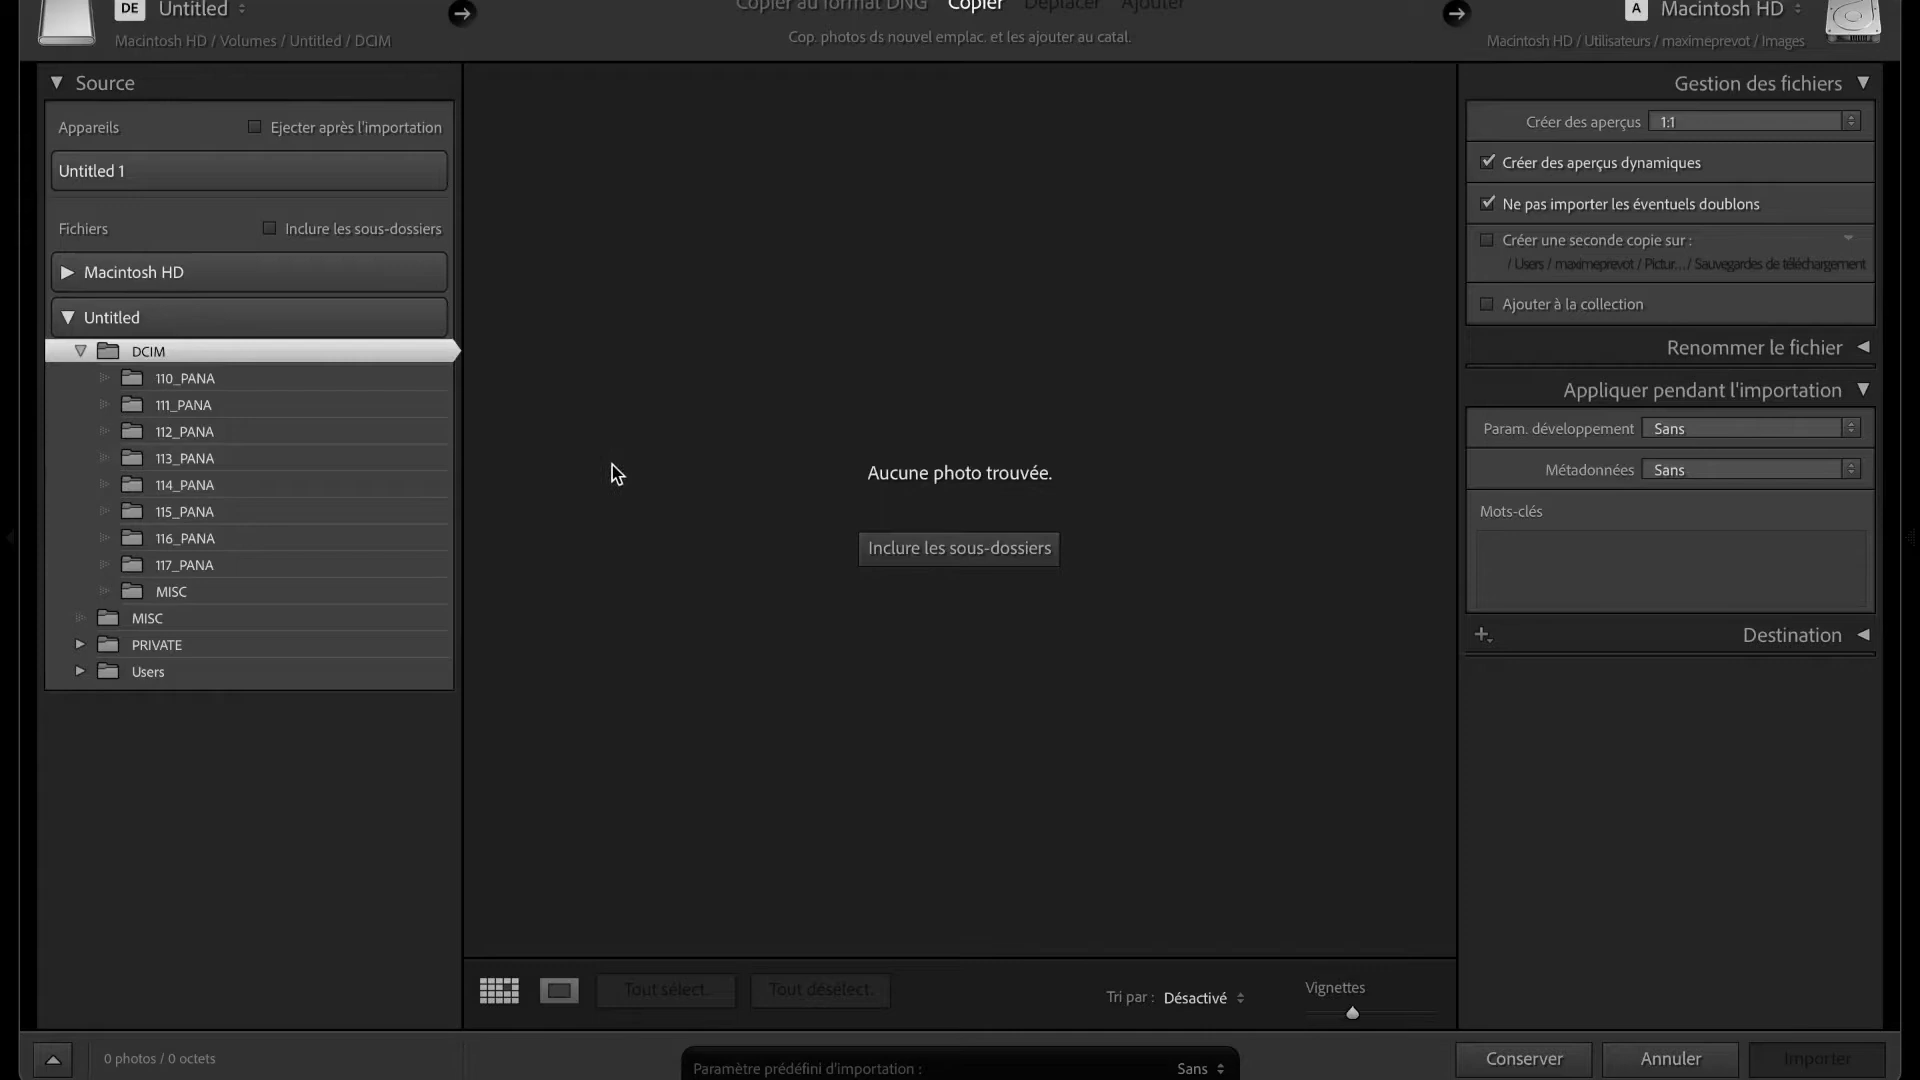 DE Untitled
Copier au format DNG Copier Déplacer Ajouter
A Macintosh HD
Macintosh HD / Volumes / Untitled / DCIM
Cop. photos ds nouvel emplac. et les ajouter au catal.
Macintosh HD / Utilisateurs / maximeprevot / Images
Source
Appareils
Ejecter après l'importation
Untitled 1
Fichiers
Inclure les sous-dossiers
Macintosh HD
Untitled
DCIM
110_PANA
111_PANA
112_PANA
113_PANA
114_PANA
115_PANA
116_PANA
117_PANA
MISC
MISC
PRIVATE
Users
Aucune photo trouvée.
Inclure les sous-dossiers
Gestion des fichiers
Créer des aperçus 1:1
Créer des aperçus dynamiques
Ne pas importer les éventuels doublons
Créer une seconde copie sur :
/ Users / maximeprevot / Pictur... / Sauvegardes de téléchargement
Ajouter à la collection
Renommer le fichier
Appliquer pendant l'importation
Param. développement Sans
Métadonnées Sans
Mots-clés
Destination
Tout sélect.
Tout désélect.
Tri par : Désactivé
Vignettes
0 photos / 0 octets
Paramètre prédéfini d'importation : Sans
Conserver
Annuler
Importer